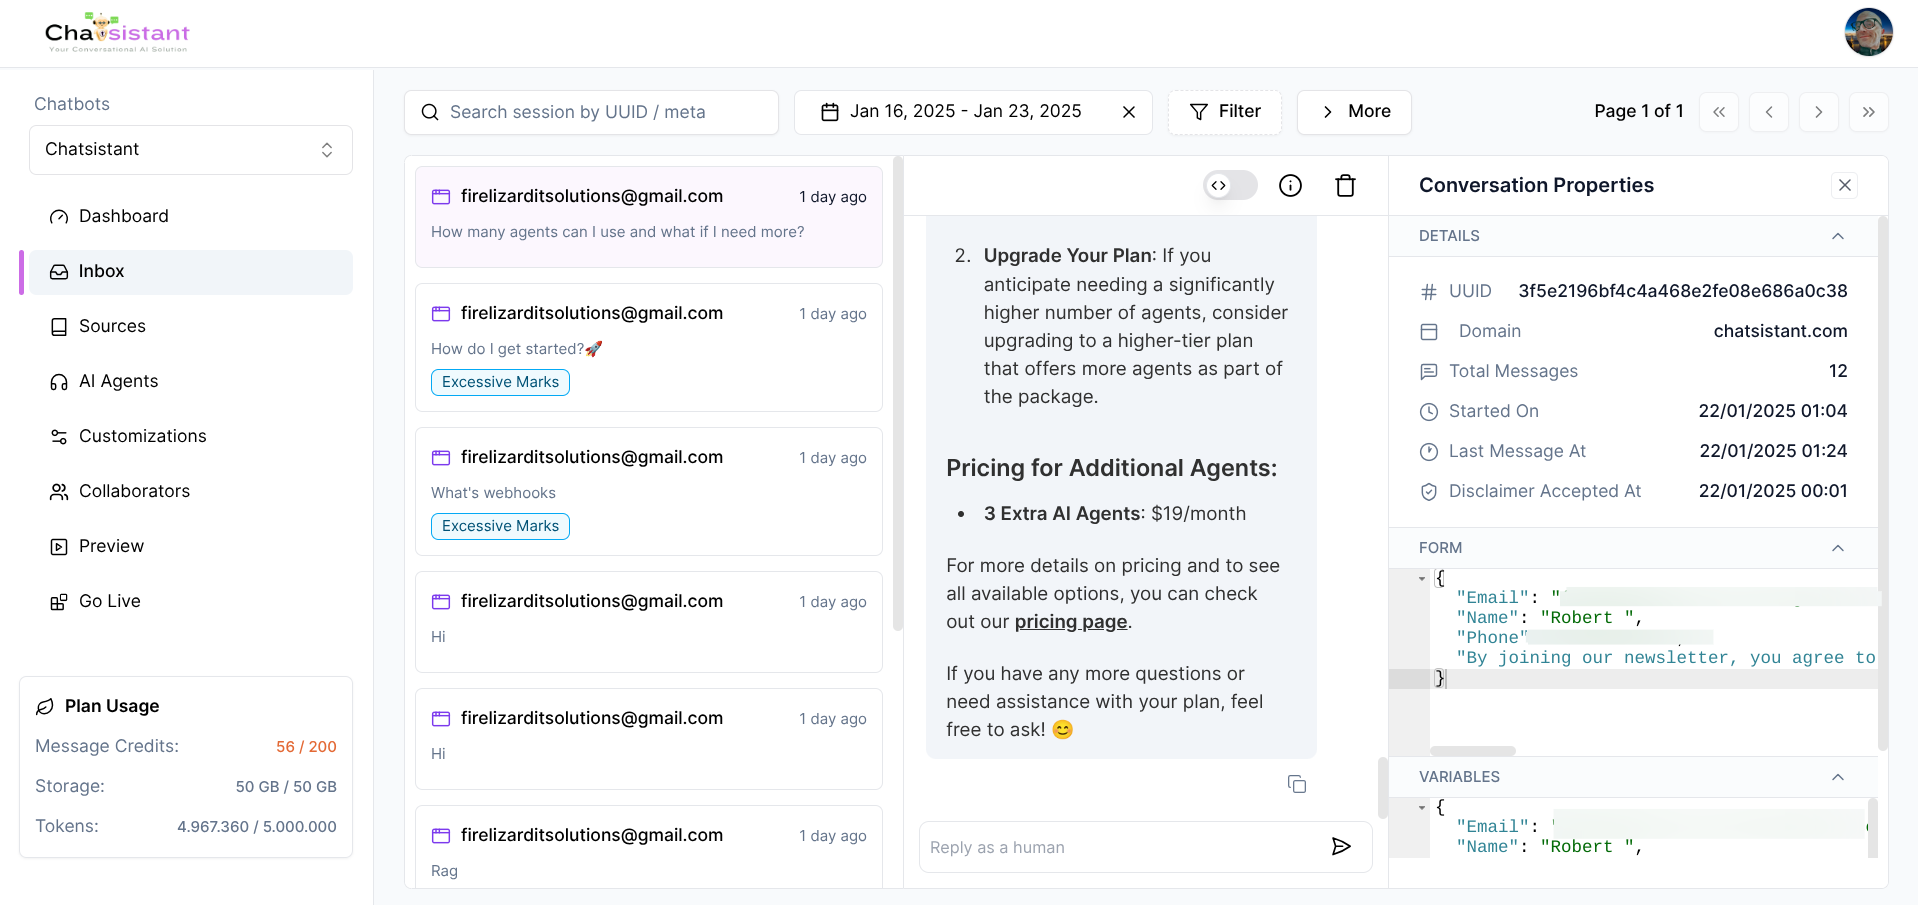 Chatsistant
Your Conversational AI Solution
Chatbots
Chatsistant
Dashboard
Inbox
Sources
AI Agents
Customizations
Collaborators
Preview
Go Live
Plan Usage
Message Credits: 56 / 200
Storage: 50 GB / 50 GB
Tokens: 4.967.360 / 5.000.000
Search session by UUID / meta
Jan 16, 2025 - Jan 23, 2025
Filter
More
Page 1 of 1
firelizarditsolutions@gmail.com 1 day ago
How many agents can I use and what if I need more?
firelizarditsolutions@gmail.com 1 day ago
How do I get started?🚀
Excessive Marks
firelizarditsolutions@gmail.com 1 day ago
What's webhooks
Excessive Marks
firelizarditsolutions@gmail.com 1 day ago
Hi
firelizarditsolutions@gmail.com 1 day ago
Hi
firelizarditsolutions@gmail.com 1 day ago
Rag
2. Upgrade Your Plan: If you
anticipate needing a significantly
higher number of agents, consider
upgrading to a higher-tier plan
that offers more agents as part of
the package.
Pricing for Additional Agents:
• 3 Extra AI Agents: $19/month
For more details on pricing and to see
all available options, you can check
out our pricing page.
If you have any more questions or
need assistance with your plan, feel
free to ask! 😊
Reply as a human
Conversation Properties
DETAILS
UUID 3f5e2196bf4c4a468e2fe08e686a0c38
Domain chatsistant.com
Total Messages 12
Started On 22/01/2025 01:04
Last Message At 22/01/2025 01:24
Disclaimer Accepted At 22/01/2025 00:01
FORM
{
"Email": "
"Name": "Robert ",
"Phone"
"By joining our newsletter, you agree to
}
VARIABLES
{
"Email":
"Name": "Robert ",